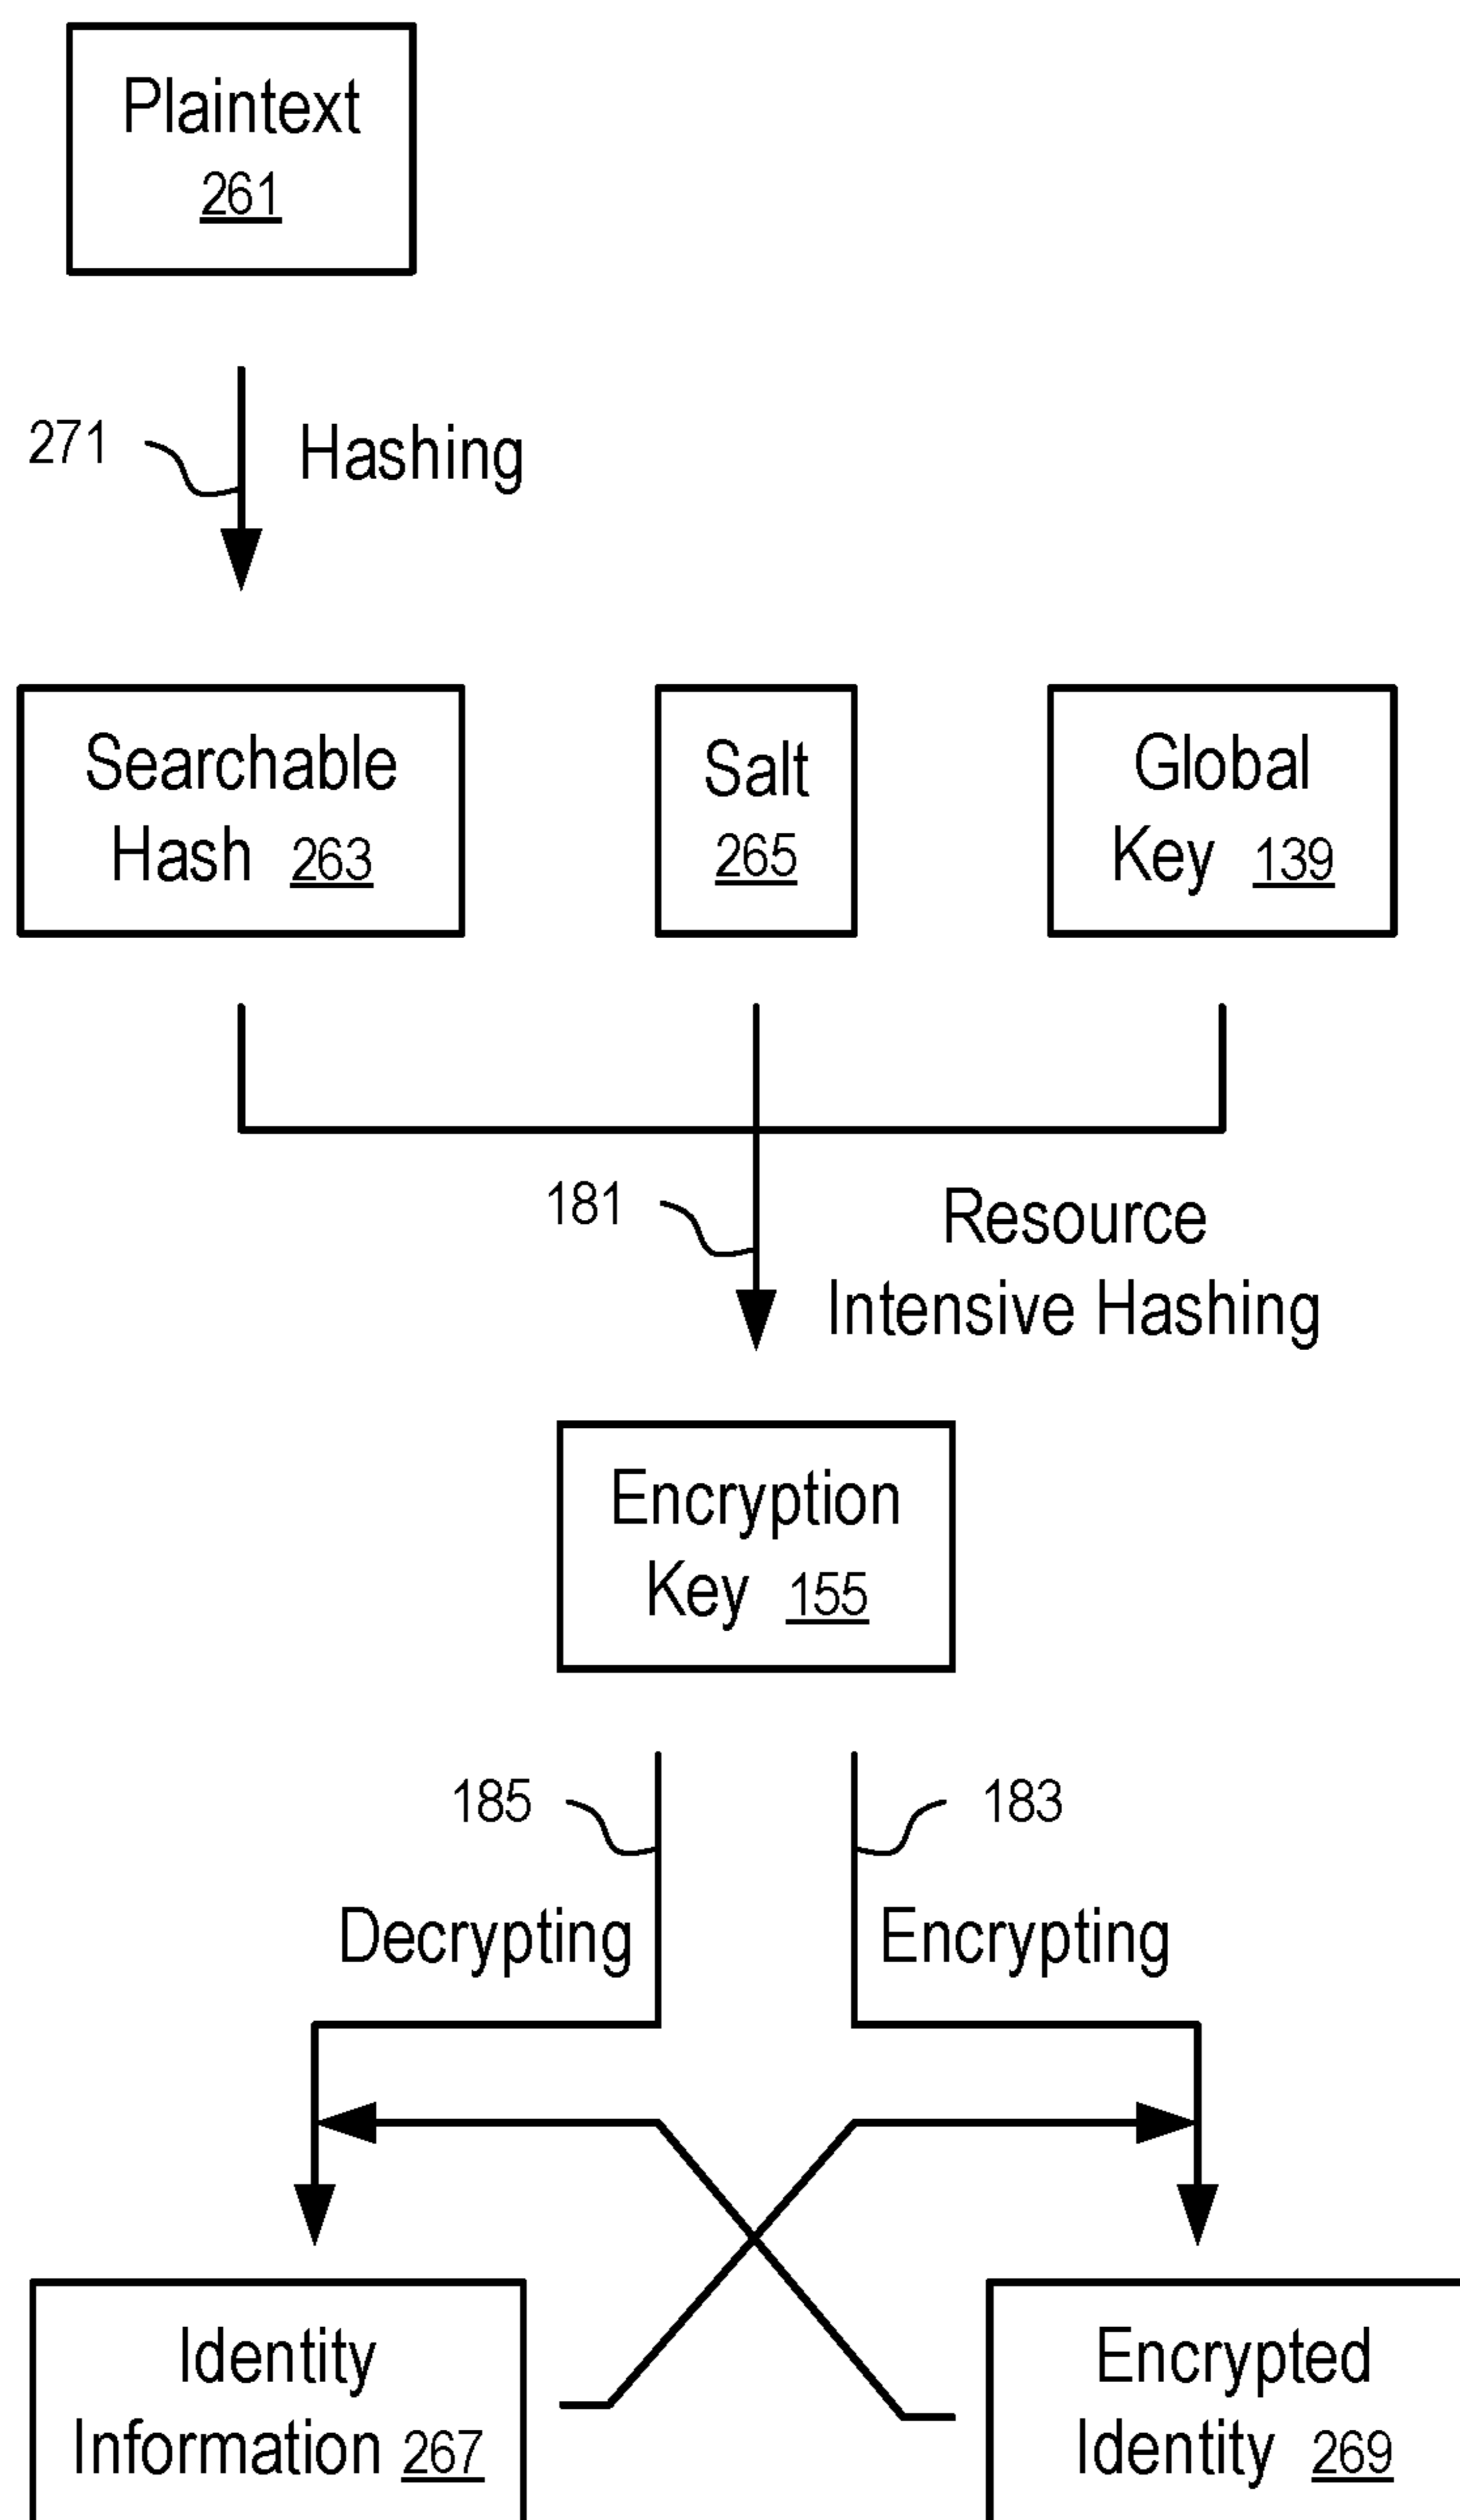 Plaintext
261
271
Hashing
Searchable
Hash 263
Salt
265
Global
Key 139
181
Resource
Intensive Hashing
Encryption
Key 155
185
183
Decrypting
Encrypting
Identity
Information 267
Encrypted
Identity 269